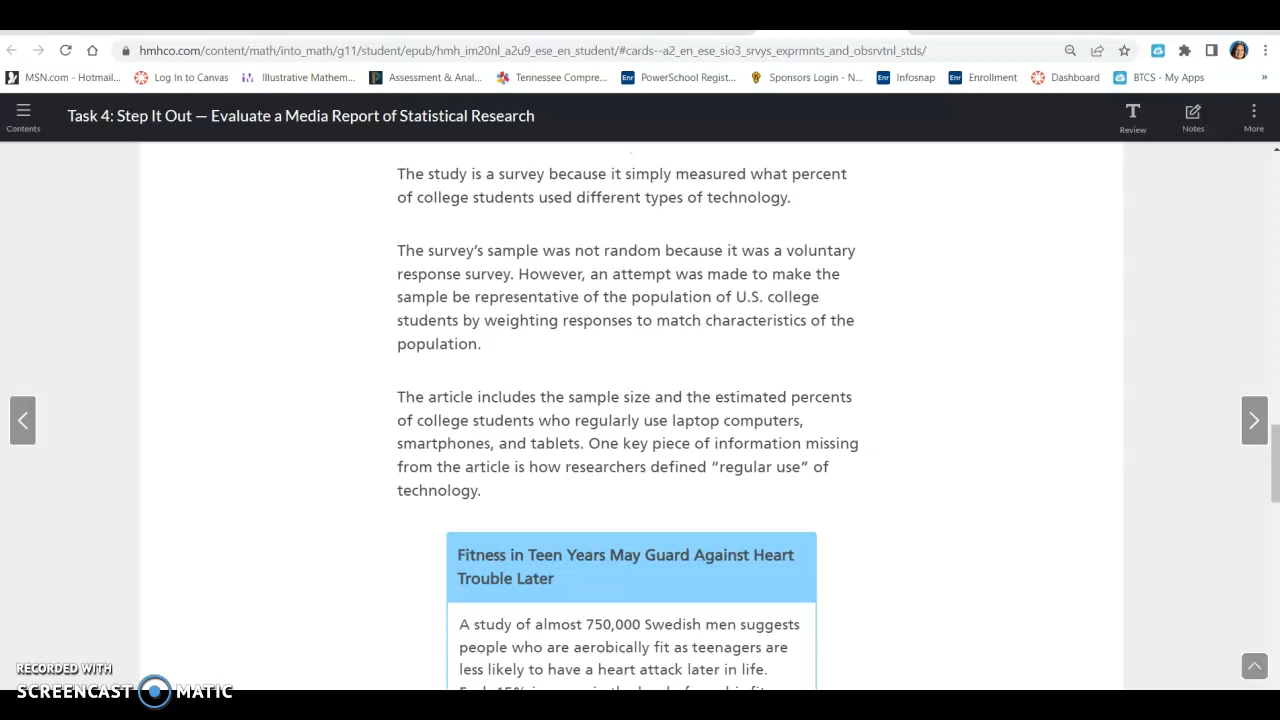 hmhco.com/content/math/into_math/g11/student/epub/hmh_im20nl_a2u9_ese_en_student/#cards--a2_en_ese_sio3_srvys_exprmnts_and_obsrvtnl_stds/
MSN.com - Hotmail... Log In to Canvas Illustrative Mathem... Assessment & Anal... Tennessee Compre... Enr PowerSchool Regist... Sponsors Login - N... Enr Infosnap Enr Enrollment Dashboard BTCS - My Apps »
Contents
Task 4: Step It Out — Evaluate a Media Report of Statistical Research
Review
Notes
More
The study is a survey because it simply measured what percent
of college students used different types of technology.
The survey’s sample was not random because it was a voluntary
response survey. However, an attempt was made to make the
sample be representative of the population of U.S. college
students by weighting responses to match characteristics of the
population.
The article includes the sample size and the estimated percents
of college students who regularly use laptop computers,
smartphones, and tablets. One key piece of information missing
from the article is how researchers defined “regular use” of
technology.
Fitness in Teen Years May Guard Against Heart
Trouble Later
A study of almost 750,000 Swedish men suggests
people who are aerobically fit as teenagers are
less likely to have a heart attack later in life.
RECORDED WITH
SCREENCAST MATIC